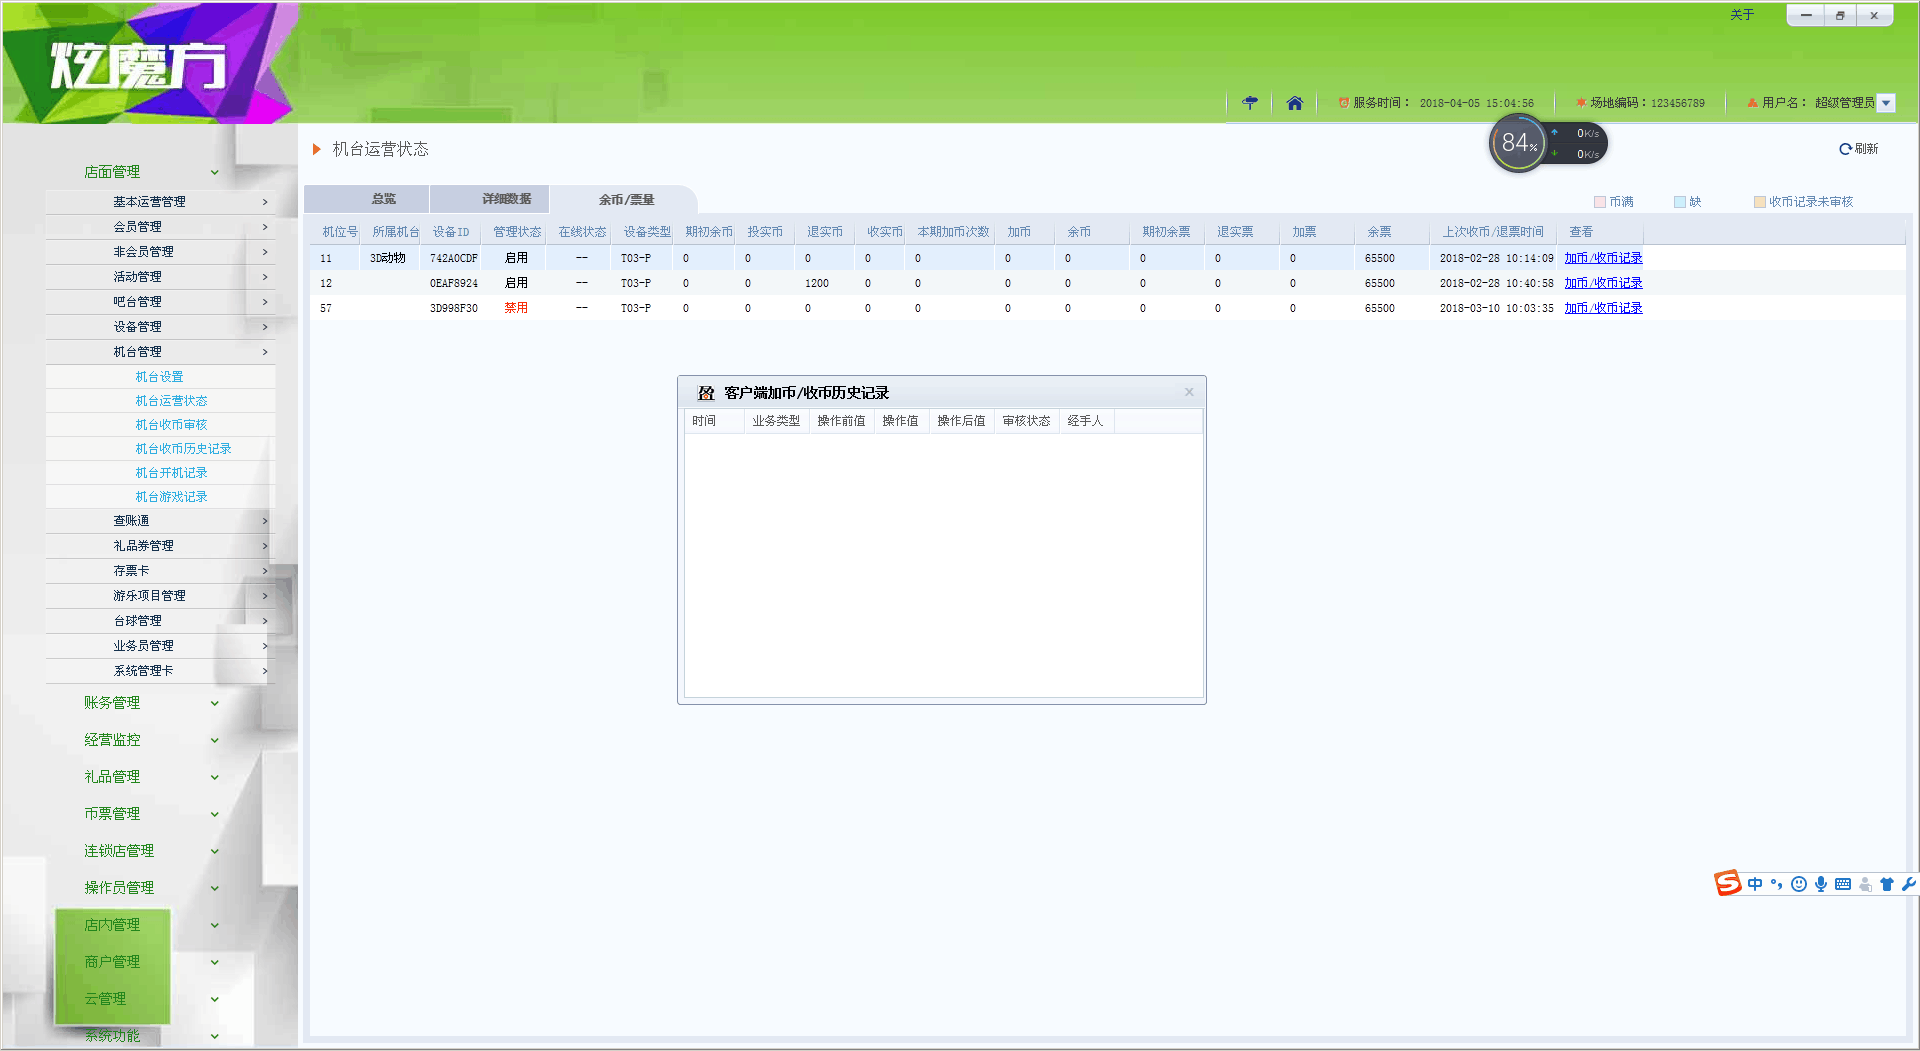 关于
炫魔方
服务时间： 2018-04-05 15:04:56 场地编码：123456789 用户名： 超级管理员
84% 0K/s
0K/s
机台运营状态
刷新
总览 详细数据 余币/票量
币满 缺 收币记录未审核
机位号 所属机台 设备ID 管理状态 在线状态 设备类型 期初余币 投实币 退实币 收实币 本期加币次数 加币 余币 期初余票 退实票 加票 余票 上次收币/退票时间 查看
11 3D动物 742A0CDF 启用 -- T03-P 0 0 0 0 0 0 0 0 0 0 65500 2018-02-28 10:14:09 加币/收币记录
12 0EAF8924 启用 -- T03-P 0 0 1200 0 0 0 0 0 0 0 65500 2018-02-28 10:40:58 加币/收币记录
57 3D998F30 禁用 -- T03-P 0 0 0 0 0 0 0 0 0 0 65500 2018-03-10 10:03:35 加币/收币记录
盈 客户端加币/收币历史记录
时间 业务类型 操作前值 操作值 操作后值 审核状态 经手人
店面管理
基本运营管理
会员管理
非会员管理
活动管理
吧台管理
设备管理
机台管理
机台设置
机台运营状态
机台收币审核
机台收币历史记录
机台开机记录
机台游戏记录
查账通
礼品券管理
存票卡
游乐项目管理
台球管理
业务员管理
系统管理卡
账务管理
经营监控
礼品管理
币票管理
连锁店管理
操作员管理
店内管理
商户管理
云管理
系统功能
S 中